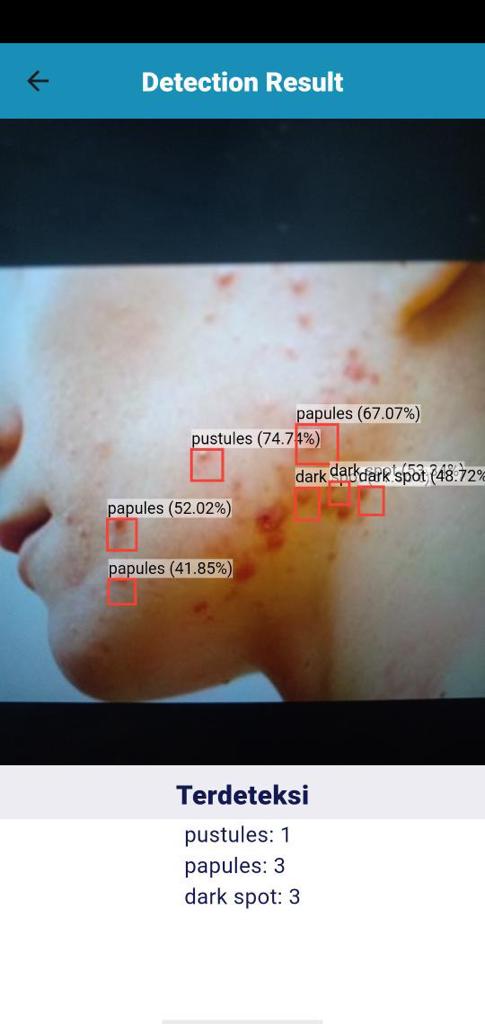 Detection Result
papules (67.07%)
pustules (74.74%)
dark spot (48.72%
dark
papules (52.02%)
papules (41.85%)
Terdeteksi
pustules: 1
papules: 3
dark spot: 3